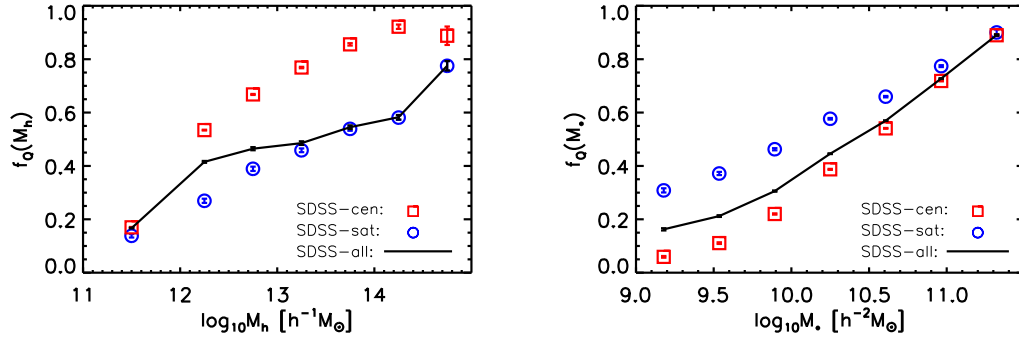 1.0
0.8
0.6
0.4
0.2
0.0
f_Q(M_h)
SDSS-cen:
SDSS-sat:
SDSS-all:
11 12 13 14
log₁₀M_h [h⁻¹M_⊙]
1.0
0.8
0.6
0.4
0.2
0.0
f_Q(M_*)
SDSS-cen:
SDSS-sat:
SDSS-all:
9.0 9.5 10.0 10.5 11.0
log₁₀M_* [h⁻²M_⊙]